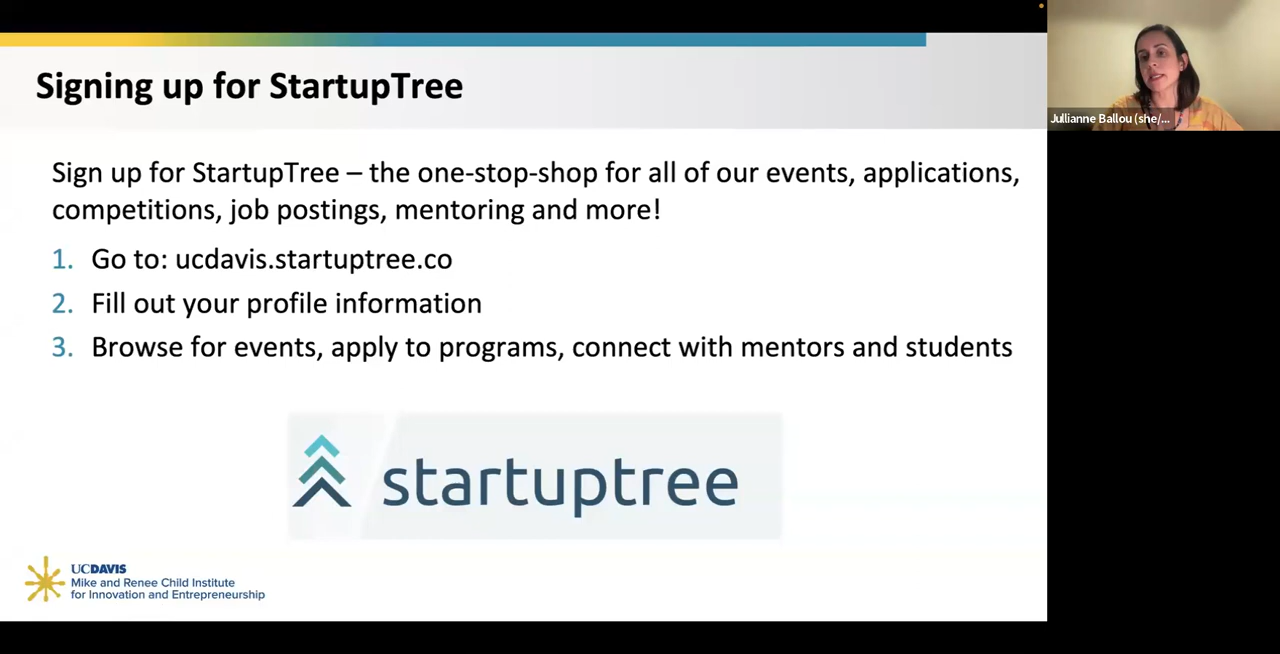 Signing up for StartupTree
Jullianne Ballou (she/...
Sign up for StartupTree – the one-stop-shop for all of our events, applications,
competitions, job postings, mentoring and more!
1. Go to: ucdavis.startuptree.co
2. Fill out your profile information
3. Browse for events, apply to programs, connect with mentors and students
startuptree
UCDAVIS
Mike and Renee Child Institute
for Innovation and Entrepreneurship